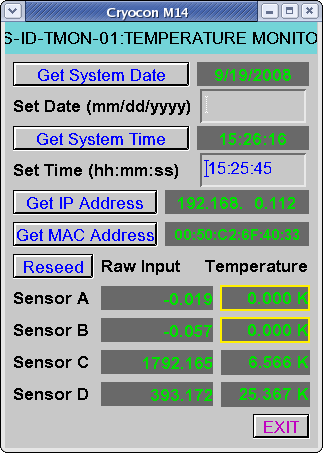 Cryocon M14
S-ID-TMON-01:TEMPERATURE MONITO
Get System Date 9/19/2008
Set Date (mm/dd/yyyy)
Get System Time 15:26:16
Set Time (hh:mm:ss) 15:25:45
Get IP Address 192.168. 0.112
Get MAC Address 00:50:C2:6F:40:33
Reseed Raw Input Temperature
Sensor A -0.019 0.000 K
Sensor B -0.057 0.000 K
Sensor C 1792.165 6.566 K
Sensor D 393.172 25.367 K
EXIT